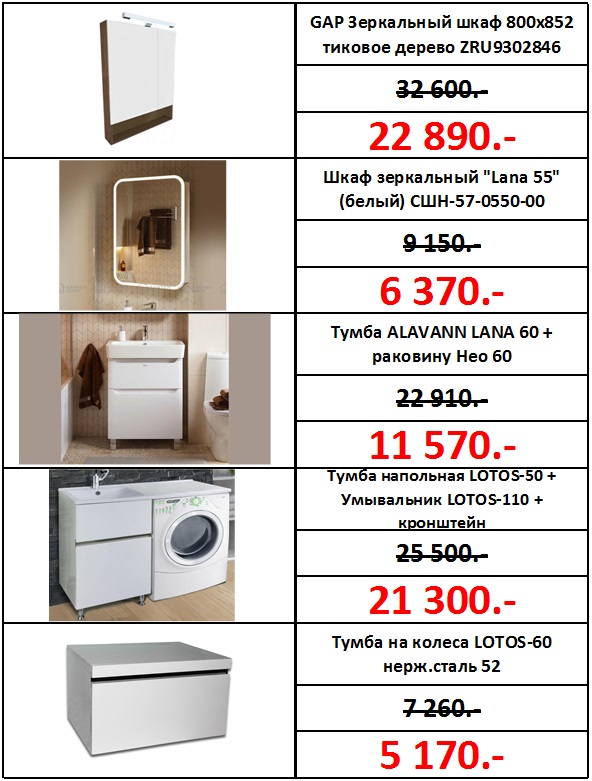 GAP Зеркальный шкаф 800x852
тиковое дерево ZRU9302846
32 600.-
22 890.-
Шкаф зеркальный "Lana 55"
(белый) СШН-57-0550-00
9 150.-
6 370.-
Тумба ALAVANN LANA 60 +
раковину Нео 60
22 910.-
11 570.-
Тумба напольная LOTOS-50 +
Умывальник LOTOS-110 +
кронштейн
25 500.-
21 300.-
Тумба на колеса LOTOS-60
нерж.сталь 52
7 260.-
5 170.-